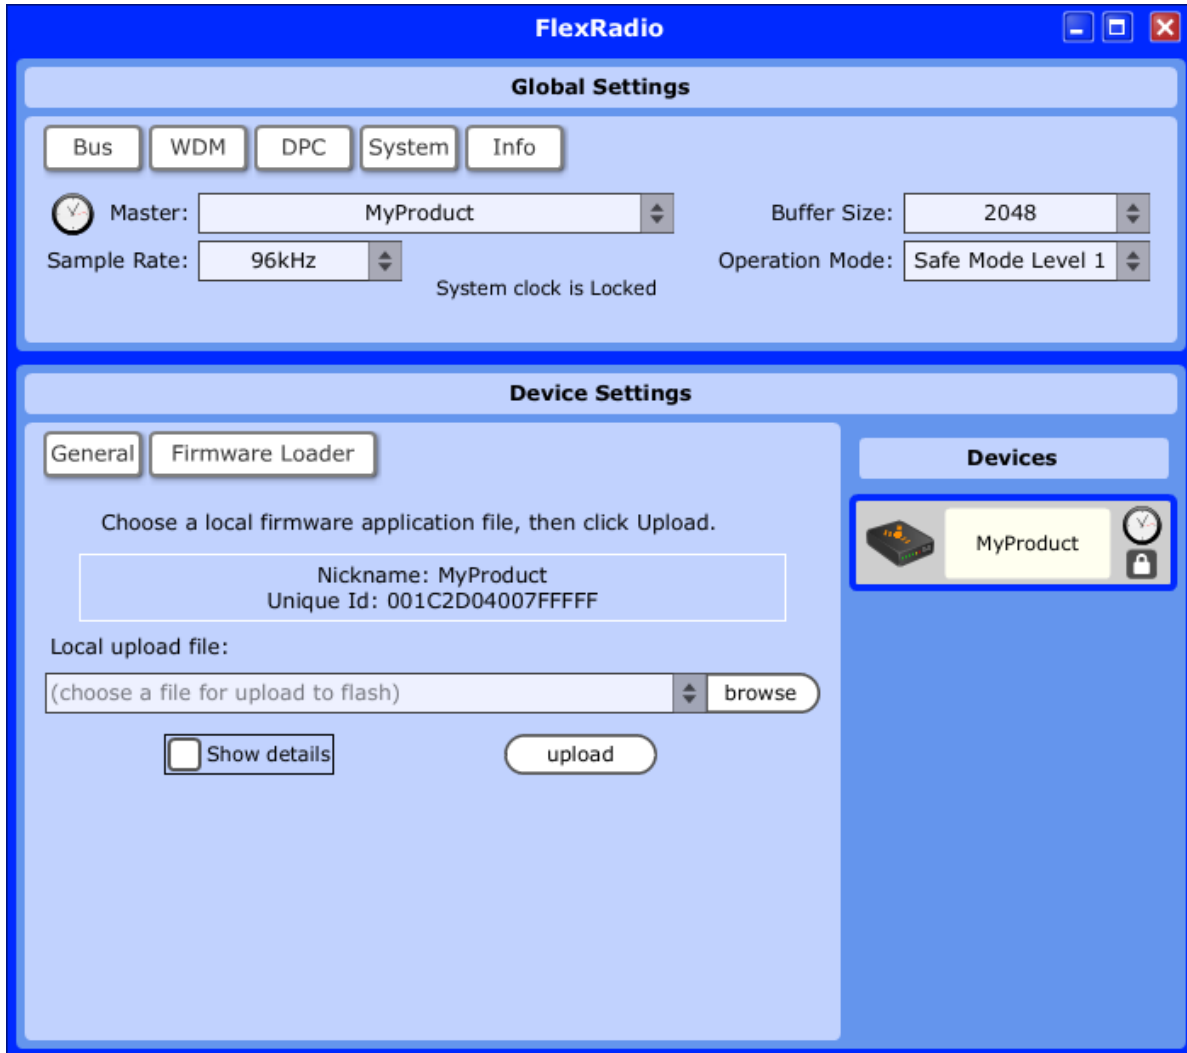 FlexRadio
Global Settings
Bus WDM DPC System Info
Master: MyProduct Buffer Size: 2048
Sample Rate: 96kHz Operation Mode: Safe Mode Level 1
System clock is Locked
Device Settings
General Firmware Loader
Devices
Choose a local firmware application file, then click Upload.
MyProduct
Nickname: MyProduct
Unique Id: 001C2D04007FFFFF
Local upload file:
(choose a file for upload to flash) browse
Show details upload